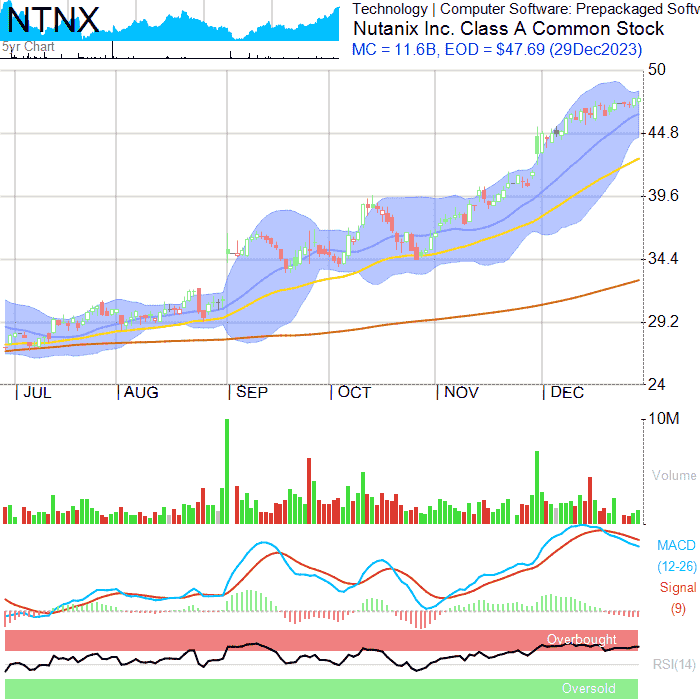 NTNX
5yr Chart
Technology | Computer Software: Prepackaged Softw
Nutanix Inc. Class A Common Stock
MC = 11.6B, EOD = $47.69 (29Dec2023)
50
44.8
39.6
34.4
29.2
24
JUL AUG SEP OCT NOV DEC
10M
Volume
MACD
(12-26)
Signal
(9)
Overbought
RSI(14)
Oversold